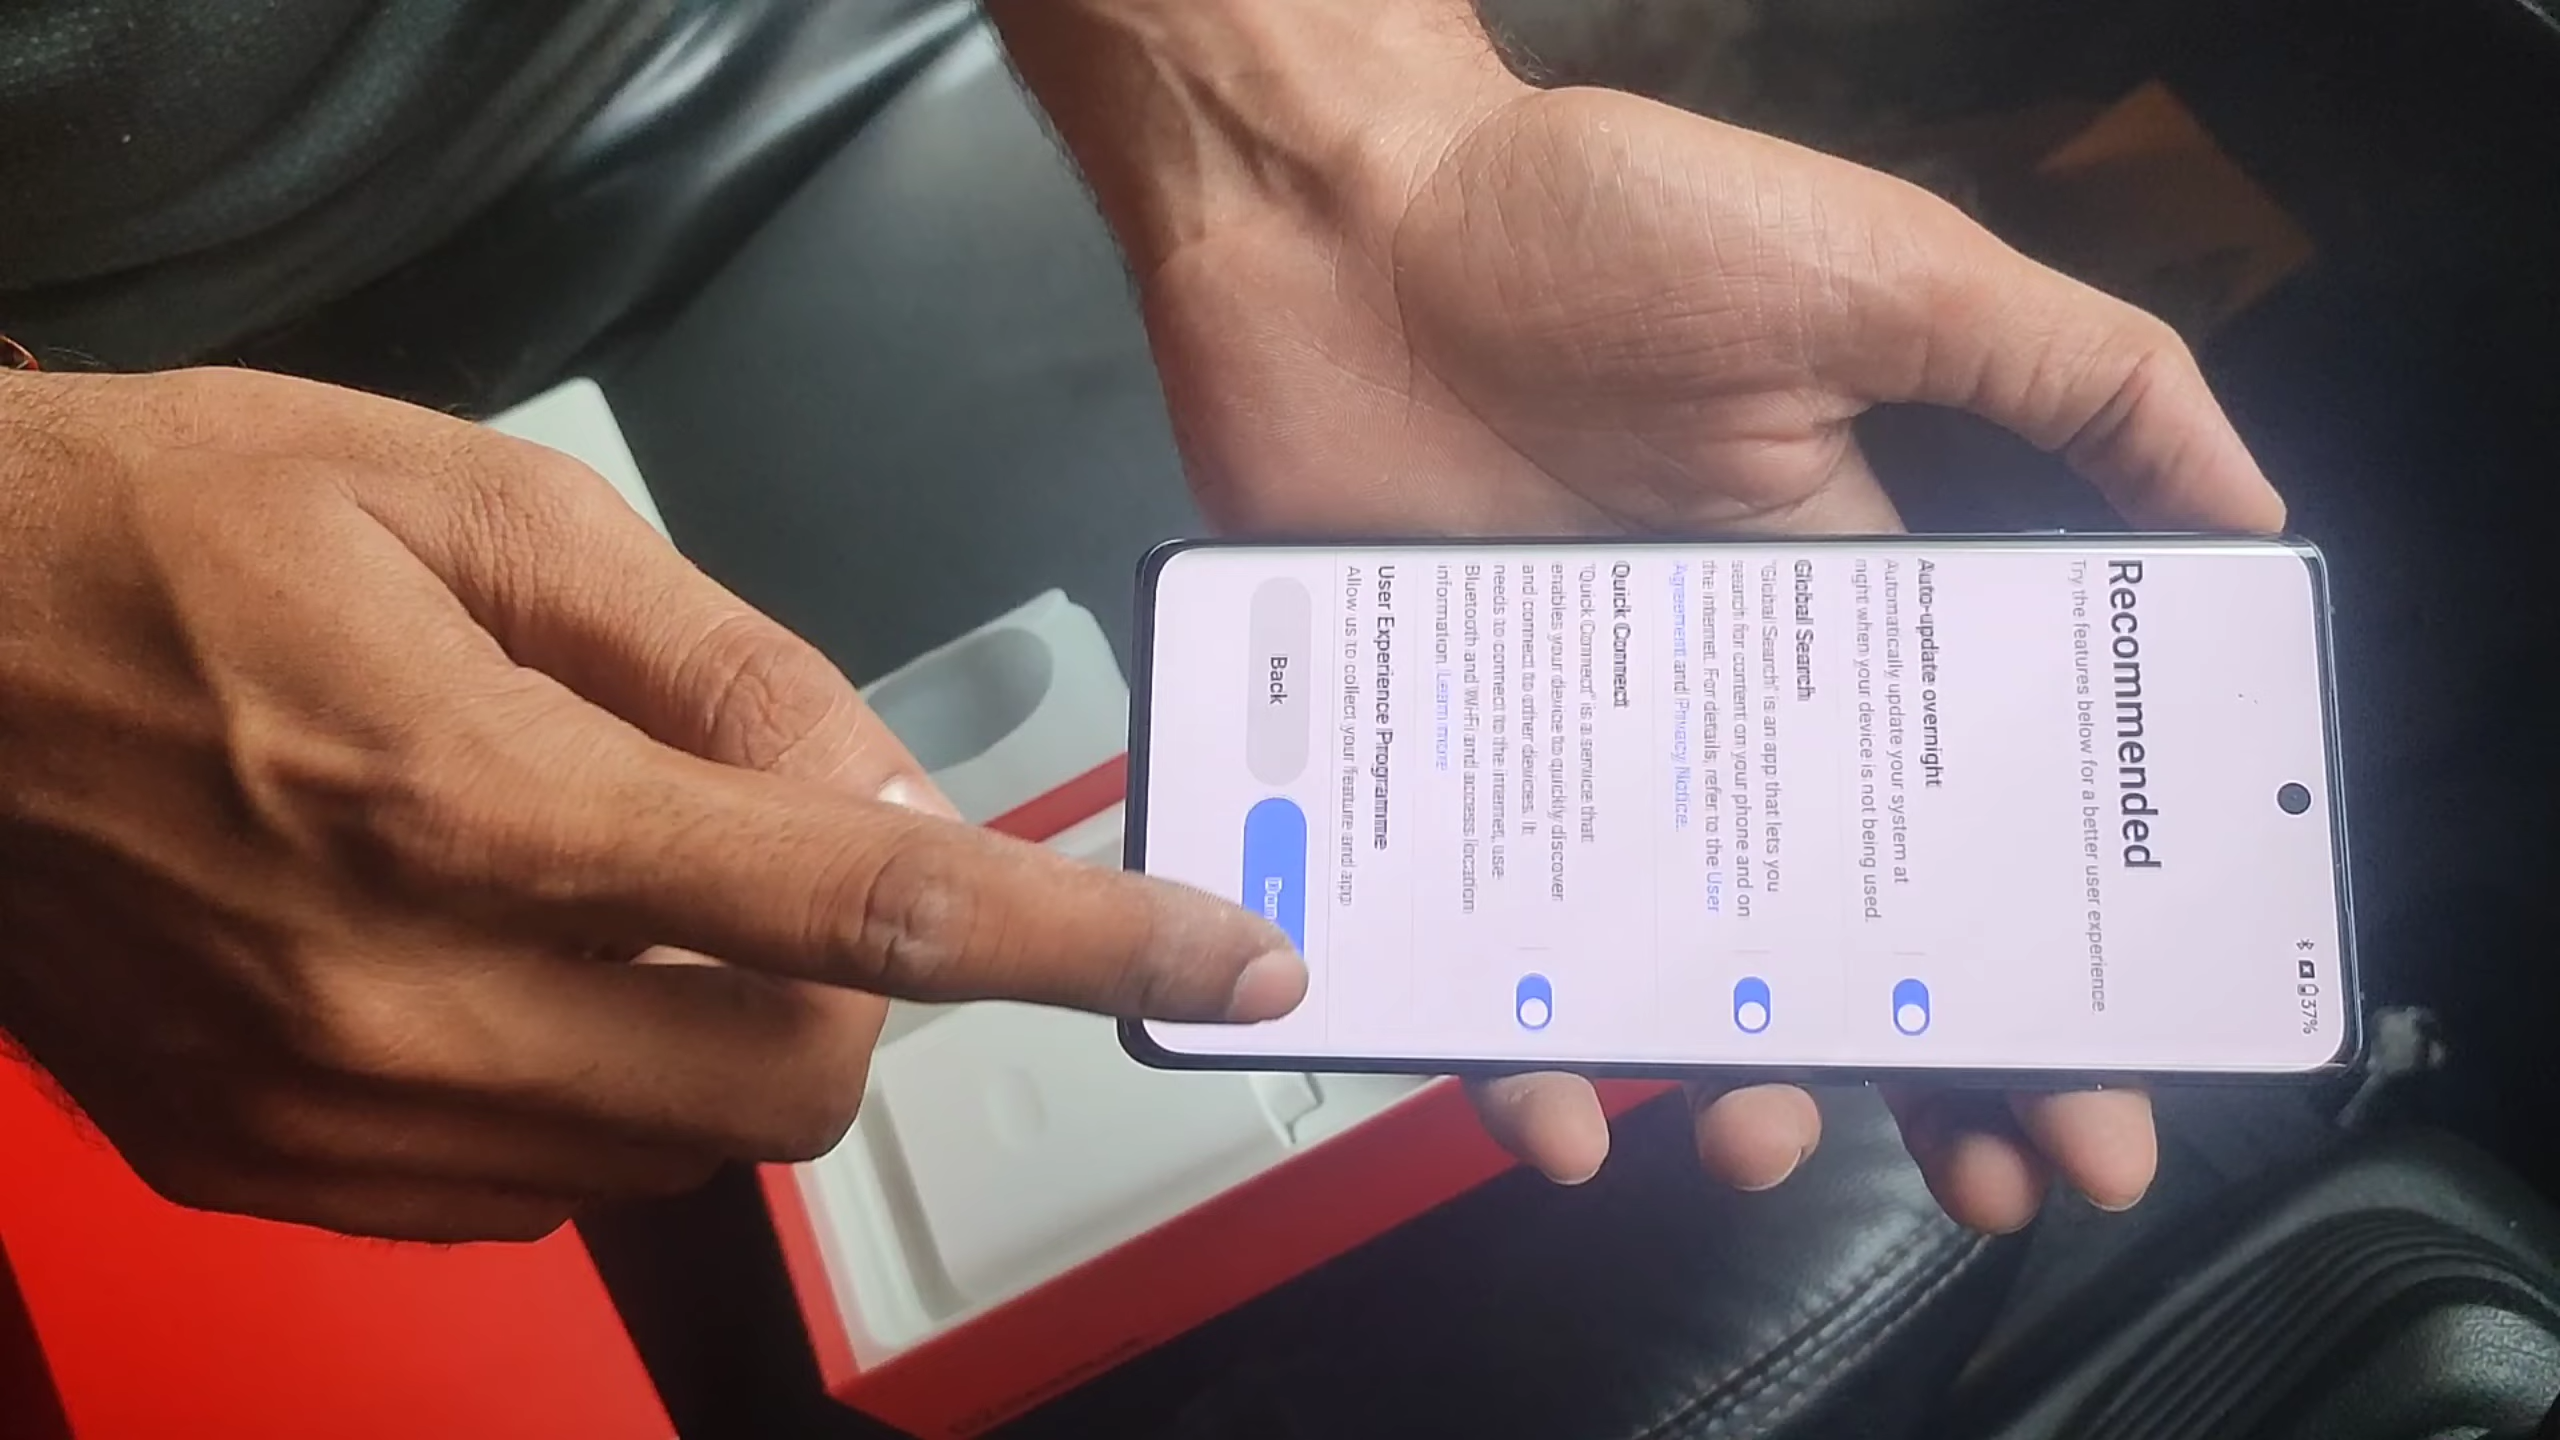 37%
Recommended
Try the features below for a better user experience
Auto-update overnight
Automatically update your system at
night when your device is not being used.
Global Search
"Global Search" is an app that lets you
search for content on your phone and on
the internet. For details, refer to the User
Agreement and Privacy Notice.
Quick Connect
"Quick Connect" is a service that
enables your device to quickly discover
and connect to other devices. It
needs to connect to the internet, use
Bluetooth and Wi-Fi and access location
information. Learn more
User Experience Programme
Allow us to collect your feature and app
Back